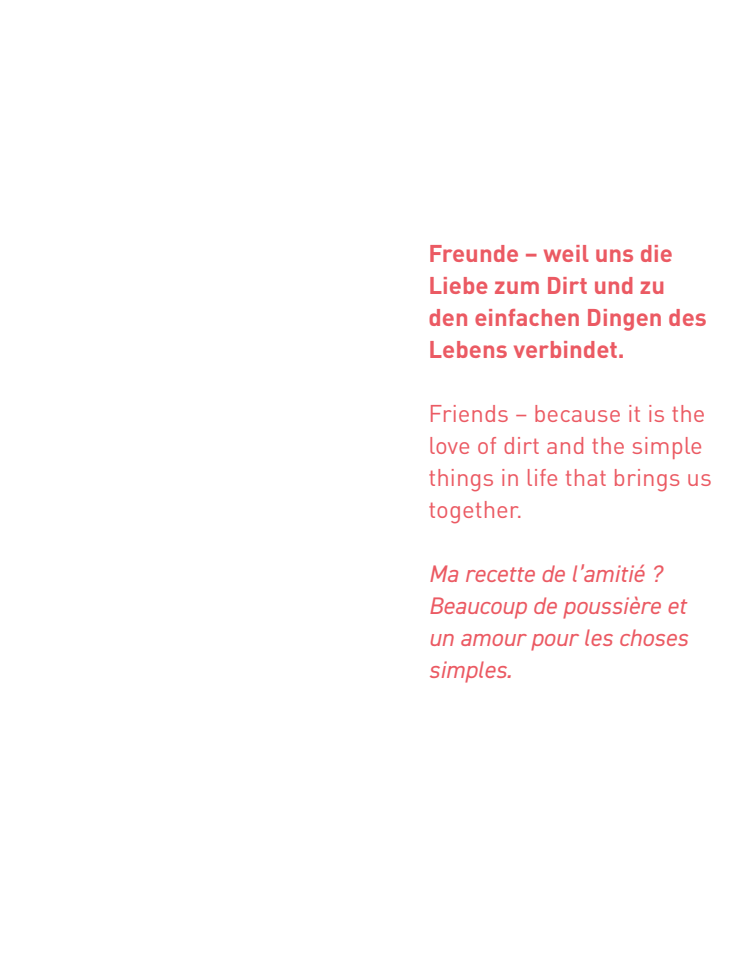 Freunde – weil uns die
Liebe zum Dirt und zu
den einfachen Dingen des
Lebens verbindet.
Friends – because it is the
love of dirt and the simple
things in life that brings us
together.
Ma recette de l'amitié ?
Beaucoup de poussière et
un amour pour les choses
simples.